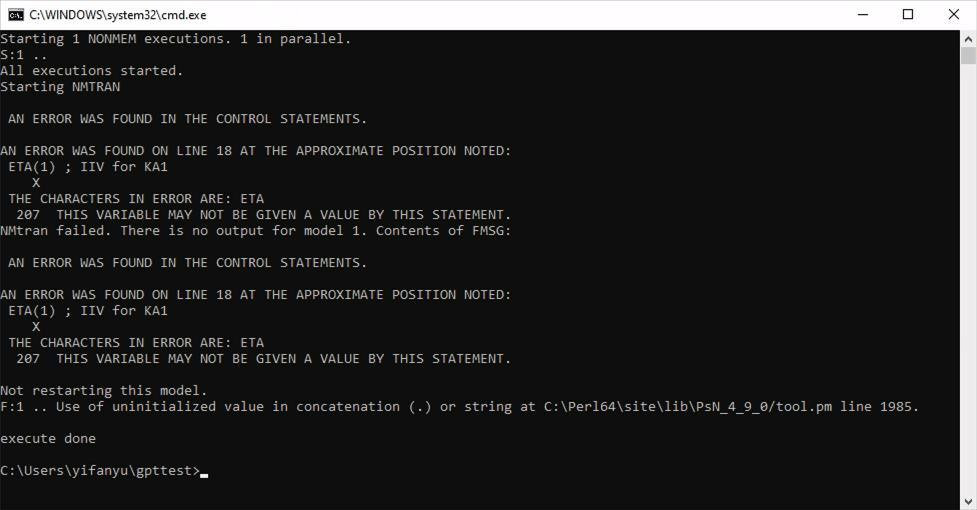 C:\WINDOWS\system32\cmd.exe
Starting 1 NONMEM executions. 1 in parallel.
S:1 ..
All executions started.
Starting NMTRAN
AN ERROR WAS FOUND IN THE CONTROL STATEMENTS.
AN ERROR WAS FOUND ON LINE 18 AT THE APPROXIMATE POSITION NOTED:
ETA(1) ; IIV for KA1
X
THE CHARACTERS IN ERROR ARE: ETA
207  THIS VARIABLE MAY NOT BE GIVEN A VALUE BY THIS STATEMENT.
NMtran failed. There is no output for model 1. Contents of FMSG:
AN ERROR WAS FOUND IN THE CONTROL STATEMENTS.
AN ERROR WAS FOUND ON LINE 18 AT THE APPROXIMATE POSITION NOTED:
ETA(1) ; IIV for KA1
X
THE CHARACTERS IN ERROR ARE: ETA
207  THIS VARIABLE MAY NOT BE GIVEN A VALUE BY THIS STATEMENT.
Not restarting this model.
F:1 .. Use of uninitialized value in concatenation (.) or string at C:\Perl64\site\lib\PsN_4_9_0/tool.pm line 1985.
execute done
C:\Users\yifanyu\gpttest>